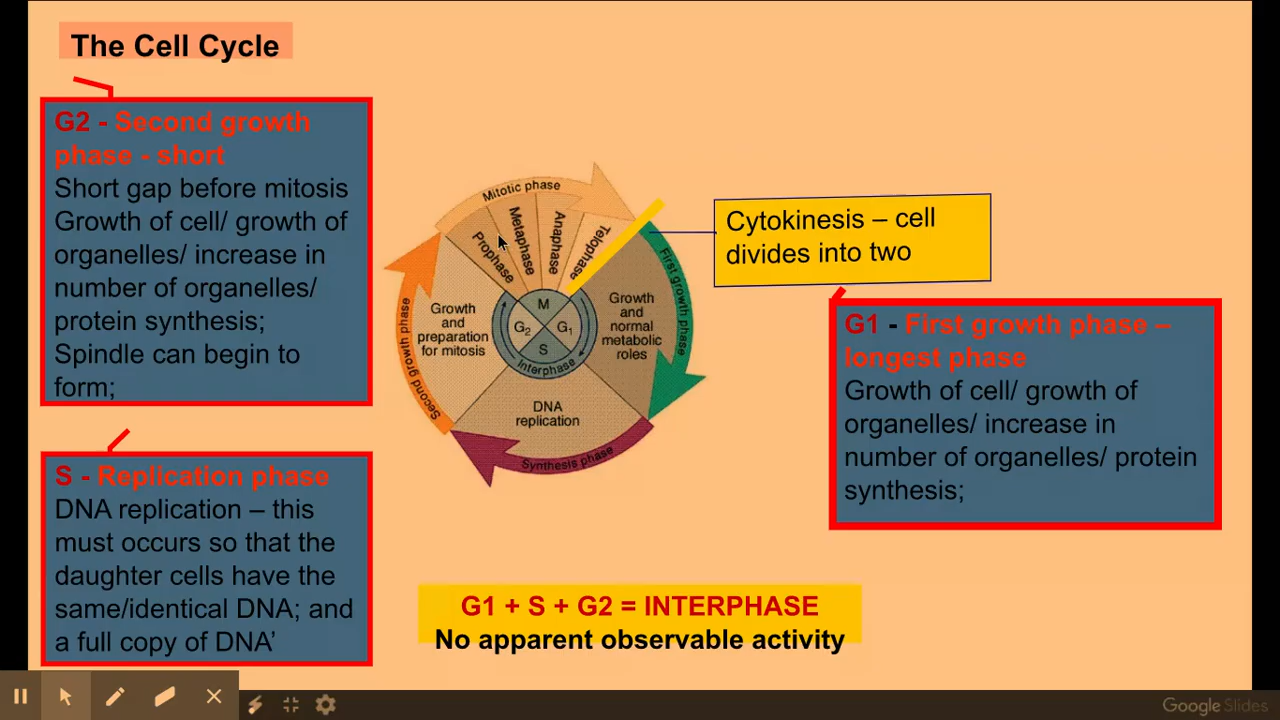 The Cell Cycle
G2 - Second growth
phase - short
Short gap before mitosis
Growth of cell/ growth of
organelles/ increase in
number of organelles/
protein synthesis;
Spindle can begin to
form;
S - Replication phase
DNA replication – this
must occurs so that the
daughter cells have the
same/identical DNA; and
a full copy of DNA’
Mitotic phase
Prophase
Metaphase
Anaphase
Telophase
First growth phase
Second growth phase
Synthesis phase
Growth
and
preparation
for mitosis
Growth
and
normal
metabolic
roles
M
G2
G1
S
Interphase
DNA
replication
Cytokinesis – cell
divides into two
G1 - First growth phase –
longest phase
Growth of cell/ growth of
organelles/ increase in
number of organelles/ protein
synthesis;
G1 + S + G2 = INTERPHASE
No apparent observable activity
Google Slides